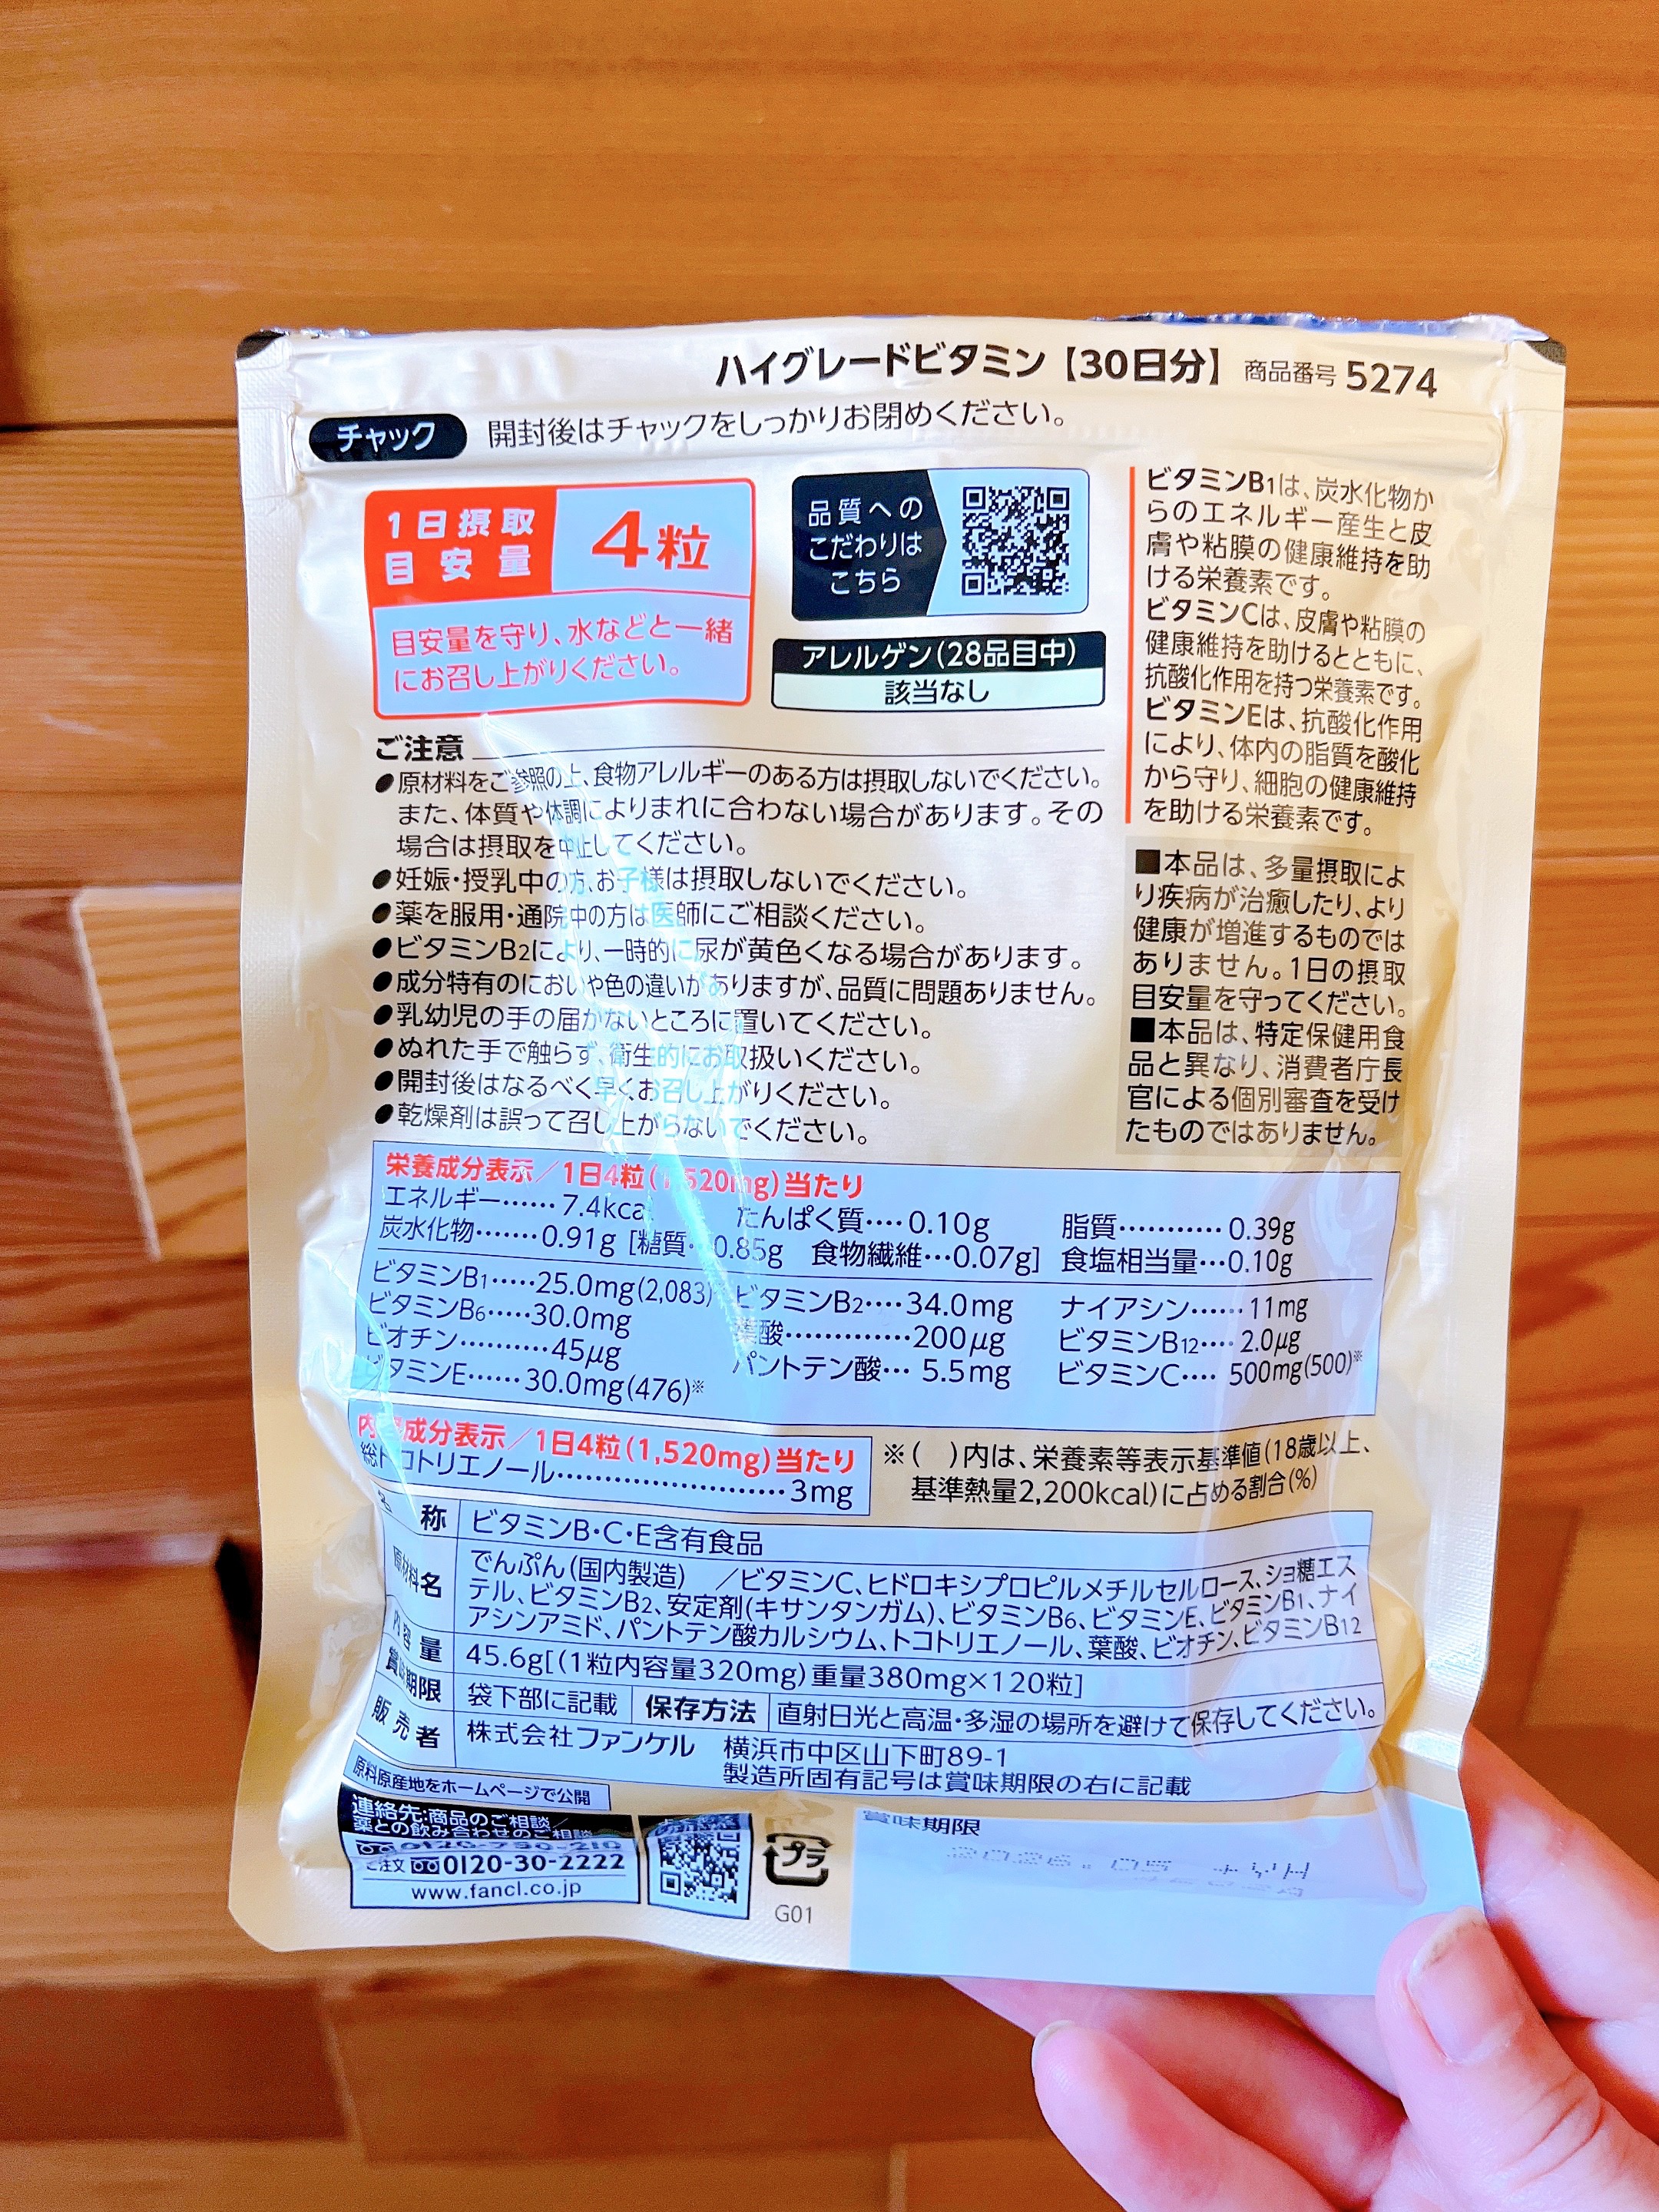 ハイグレードビタミン【30日分】 商品番号 5274
チャック 開封後はチャックをしっかりお閉めください。
1日摂取
目安量
4粒
目安量を守り、水などと一緒
にお召し上がりください。
品質への
こだわりは
こちら
アレルゲン(28品目中)
該当なし
ビタミンB1は、炭水化物か
らのエネルギー産生と皮
膚や粘膜の健康維持を助
ける栄養素です。
ビタミンCは、皮膚や粘膜の
健康維持を助けるとともに、
抗酸化作用を持つ栄養素です。
ビタミンEは、抗酸化作用
により、体内の脂質を酸化
から守り、細胞の健康維持
を助ける栄養素です。
■本品は、多量摂取によ
り疾病が治癒したり、より
健康が増進するものでは
ありません。1日の摂取
目安量を守ってください。
■本品は、特定保健用食
品と異なり、消費者庁長
官による個別審査を受け
たものではありません。
ご注意
●原材料をご参照の上、食物アレルギーのある方は摂取しないでください。
また、体質や体調によりまれに合わない場合があります。その
場合は摂取を中止してください。
●妊娠・授乳中の方、お子様は摂取しないでください。
●薬を服用・通院中の方は医師にご相談ください。
●ビタミンB2により、一時的に尿が黄色くなる場合があります。
●成分特有のにおいや色の違いがありますが、品質に問題ありません。
●乳幼児の手の届かないところに置いてください。
●ぬれた手で触らず、衛生的にお取扱いください。
●開封後はなるべく早くお召し上がりください。
●乾燥剤は誤って召し上がらないでください。
栄養成分表示／1日4粒(1,520mg)当たり
エネルギー……7.4kcal たんぱく質…・0.10g 脂質…………0.39g
炭水化物……・0.91g [糖質・・0.85g 食物繊維…0.07g] 食塩相当量…0.10g
ビタミンB1……25.0mg(2,083)※ ビタミンB2…・34.0mg ナイアシン……・11mg
ビタミンB6……30.0mg 葉酸…………・200μg ビタミンB12…・2.0μg
ビオチン………・45μg パントテン酸…5.5mg ビタミンC…・500mg(500)※
ビタミンE……30.0mg(476)※
内容成分表示／1日4粒(1,520mg)当たり
総トコトリエノール……………………3mg
※( )内は、栄養素等表示基準値(18歳以上、
基準熱量2,200kcal)に占める割合(%)
名称 ビタミンB・C・E含有食品
原材料名 でんぷん(国内製造) ／ビタミンC、ヒドロキシプロピルメチルセルロース、ショ糖エス
テル、ビタミンB2、安定剤(キサンタンガム)、ビタミンB6、ビタミンE、ビタミンB1、ナイ
アシンアミド、パントテン酸カルシウム、トコトリエノール、葉酸、ビオチン、ビタミンB12
内容量 45.6g[(1粒内容量320mg)重量380mg×120粒]
賞味期限 袋下部に記載 保存方法 直射日光と高温・多湿の場所を避けて保存してください。
販売者 株式会社ファンケル 横浜市中区山下町89-1
製造所固有記号は賞味期限の右に記載
原料原産地をホームページで公開
連絡先:商品のご相談／
薬との飲み合わせのご相談
ご注文 0120-30-2222
www.fancl.co.jp
プラ
G01
賞味期限
2026.05